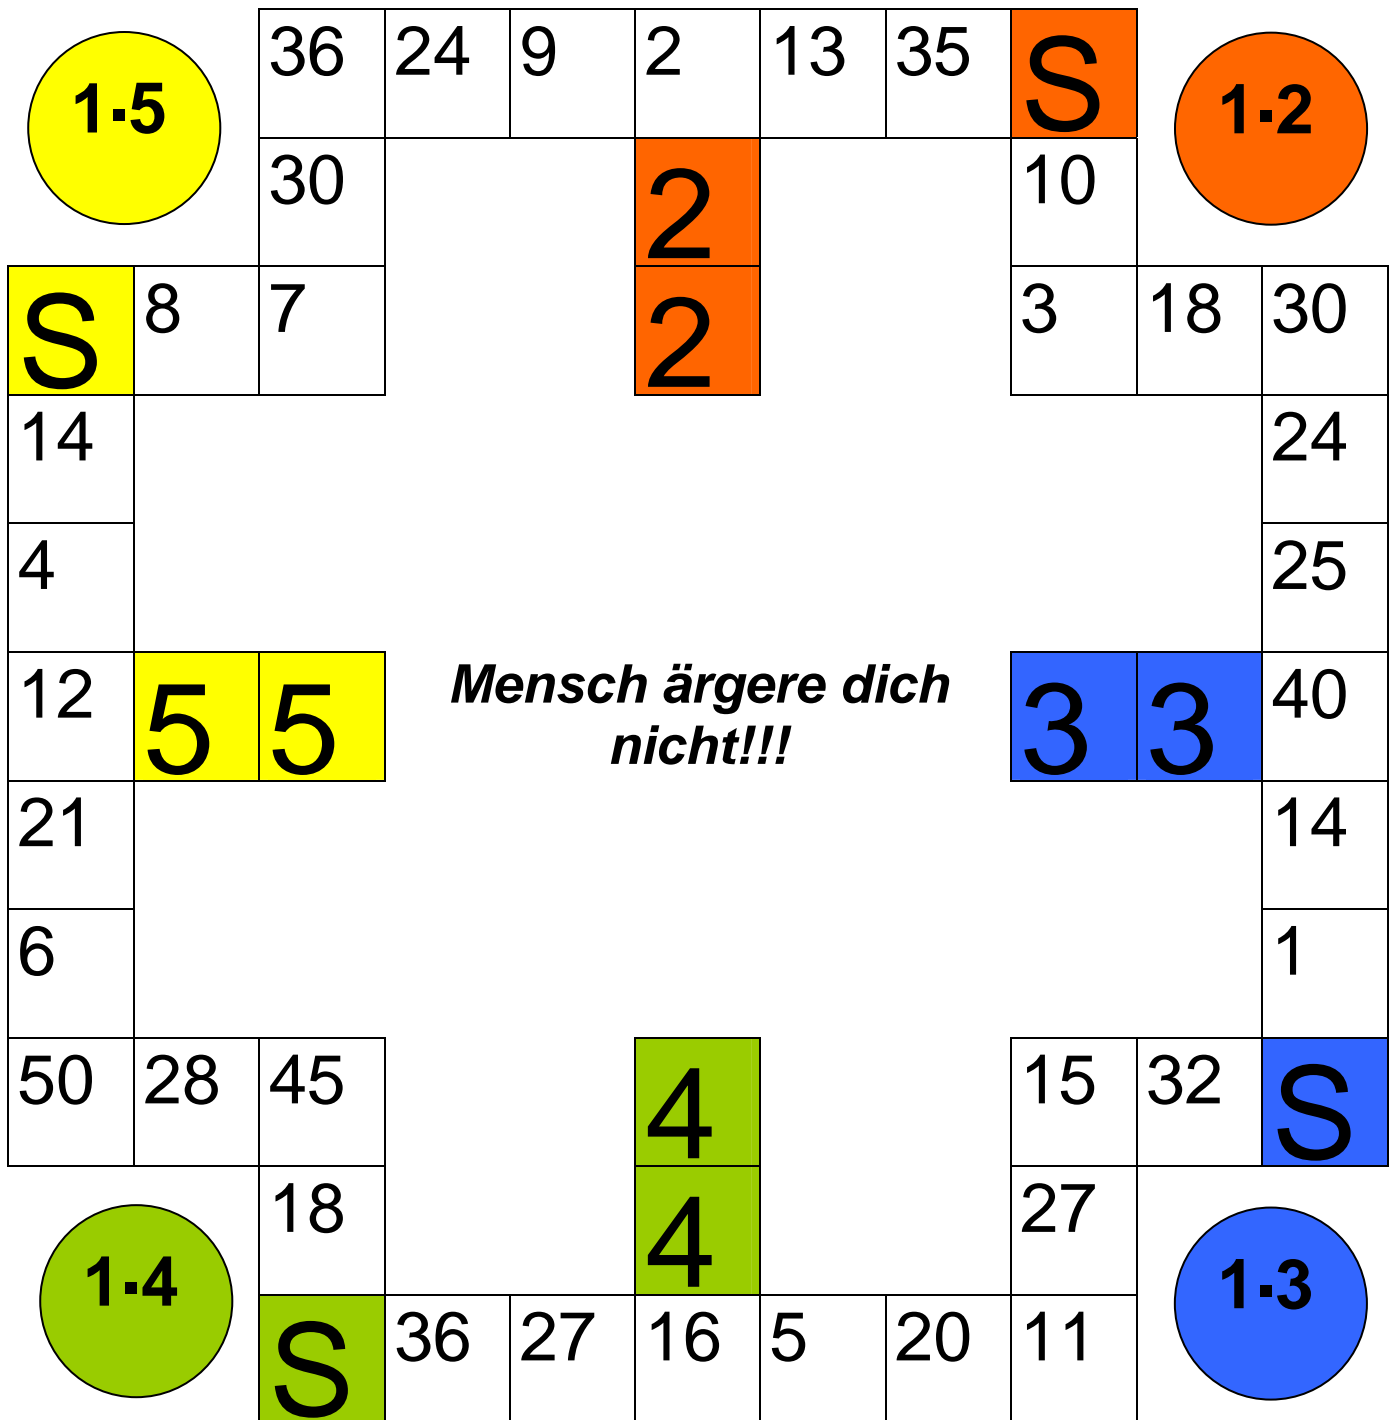 36 24 9 2 13 35 S
1·5 1·2
30 2 10
S 8 7 2 3 18 30
14 24
4 25
12 5 5 Mensch ärgere dich 3 3 40
nicht!!!
21 14
6 1
50 28 45 4 15 32 S
18 4 27
1·4 1·3
S 36 27 16 5 20 11